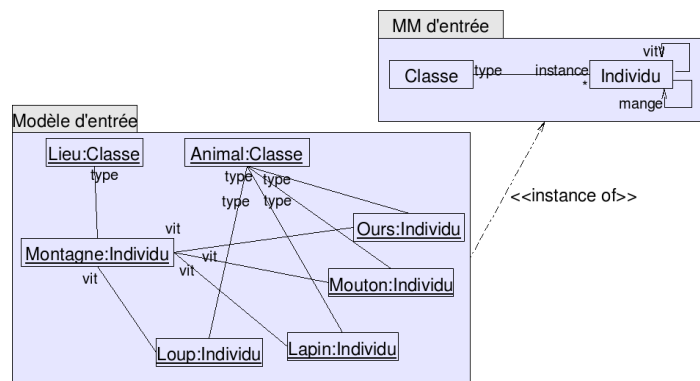 MM d'entrée
vit
Classe
type
instance
*
Individu
mange
Modèle d'entrée
Lieu:Classe
Animal:Classe
type
type
type
type
type
<<instance of>>
Ours:Individu
vit
Montagne:Individu
vit
vit
Mouton:Individu
vit
Loup:Individu
Lapin:Individu